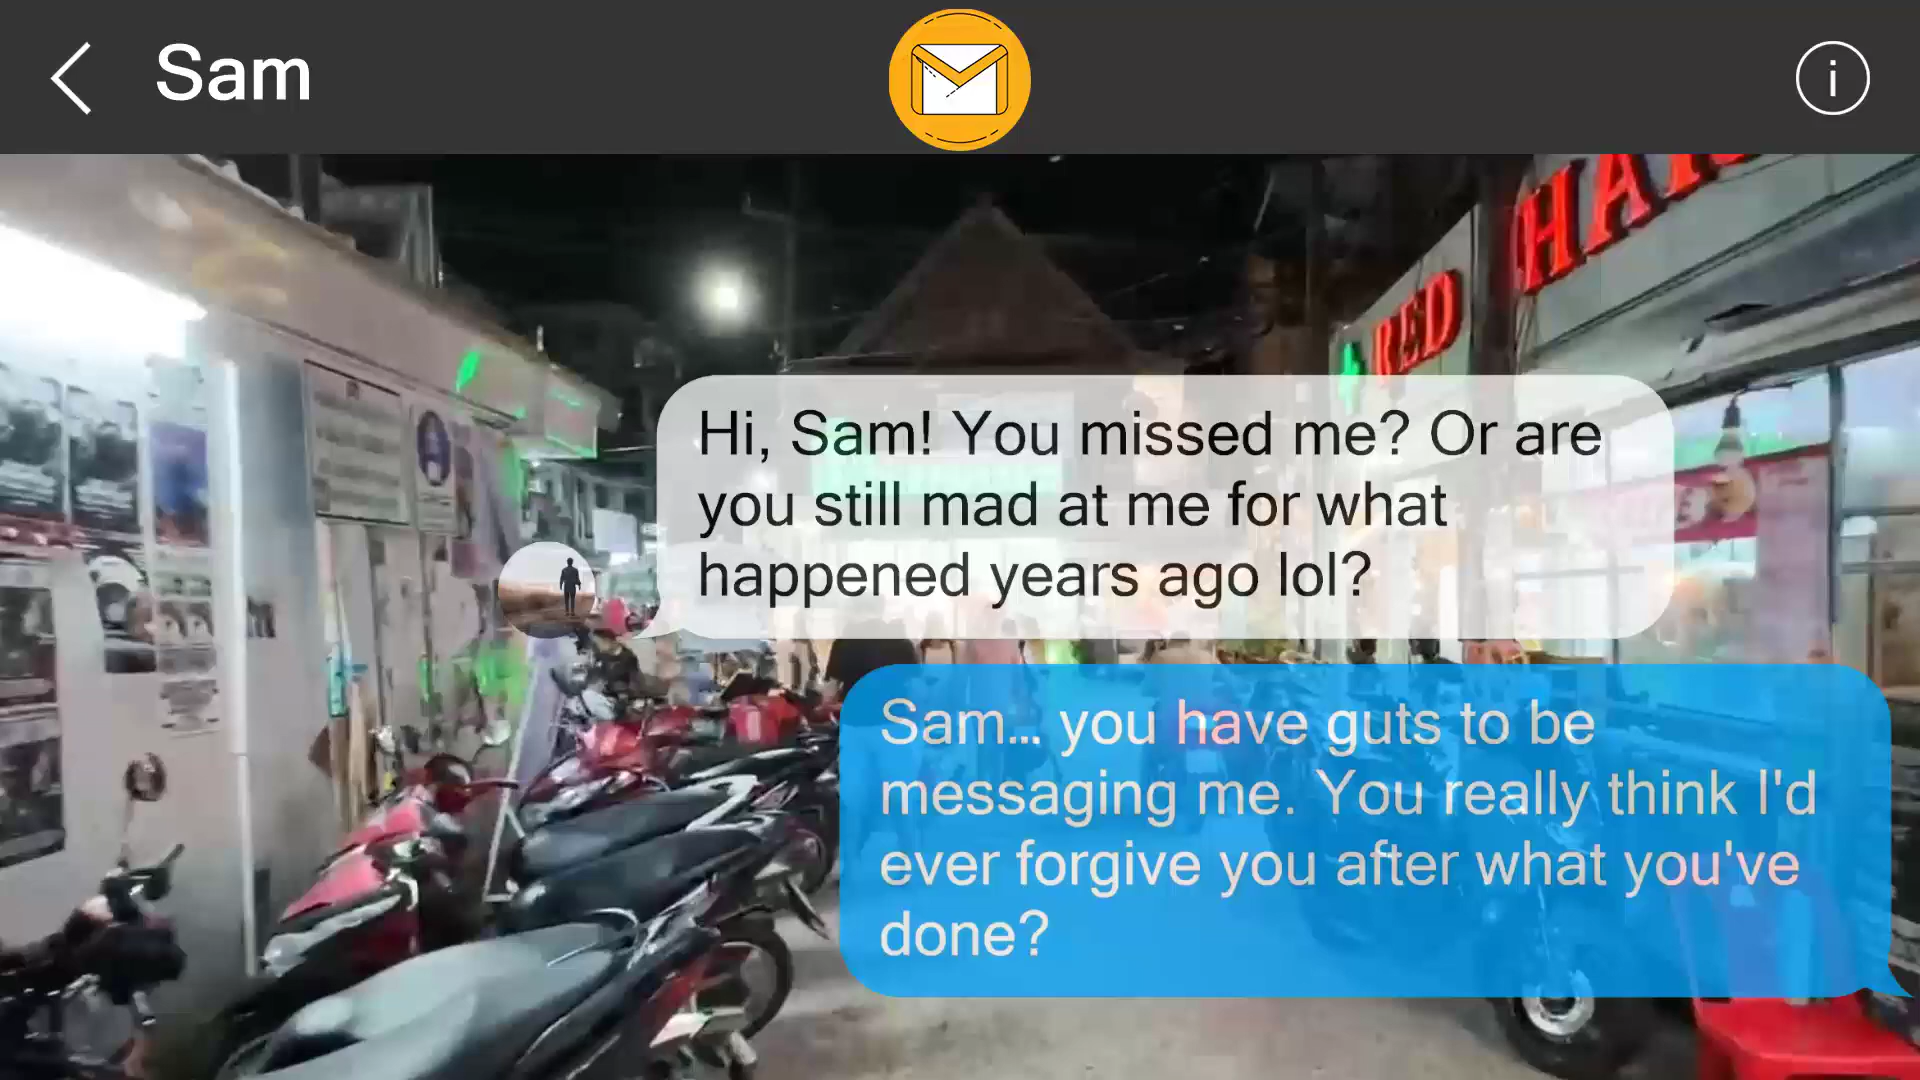 Sam
i
HAR
RED
Hi, Sam! You missed me? Or are
you still mad at me for what
happened years ago lol?
Sam... you have guts to be
messaging me. You really think I'd
ever forgive you after what you've
done?